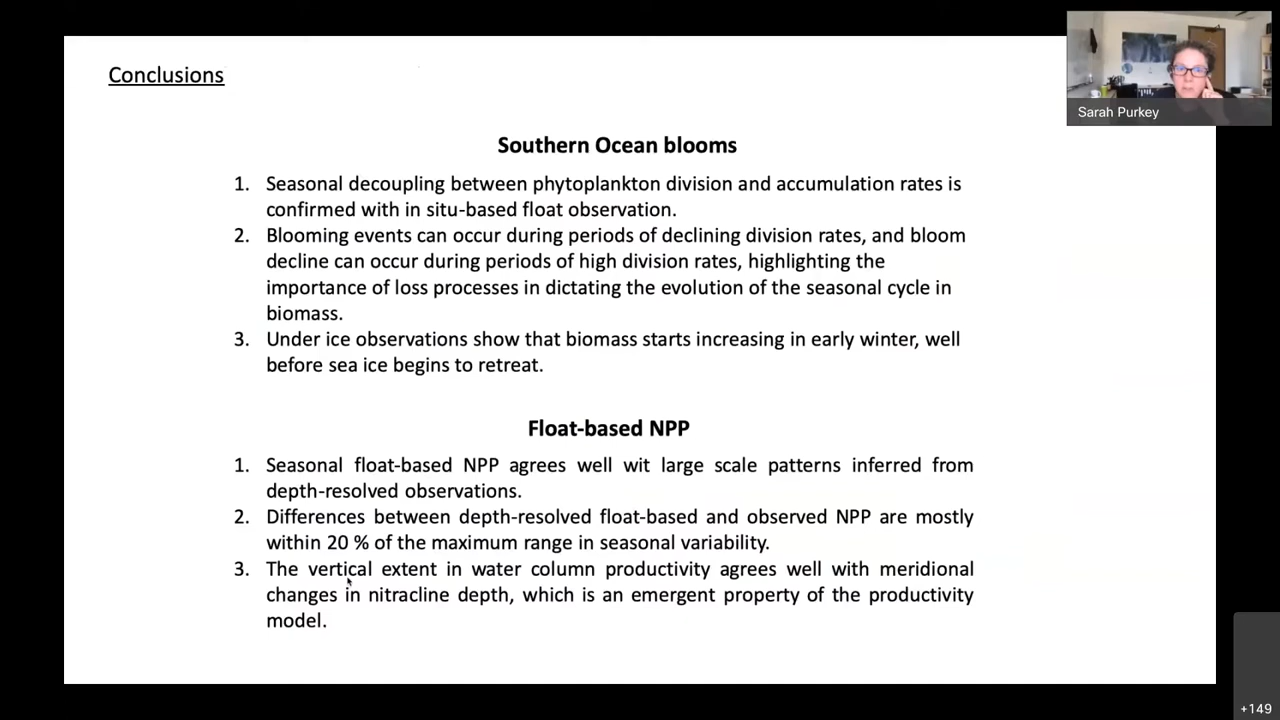 Conclusions
Sarah Purkey
Southern Ocean blooms
1. Seasonal decoupling between phytoplankton division and accumulation rates is
confirmed with in situ-based float observation.
2. Blooming events can occur during periods of declining division rates, and bloom
decline can occur during periods of high division rates, highlighting the
importance of loss processes in dictating the evolution of the seasonal cycle in
biomass.
3. Under ice observations show that biomass starts increasing in early winter, well
before sea ice begins to retreat.
Float-based NPP
1. Seasonal float-based NPP agrees well wit large scale patterns inferred from
depth-resolved observations.
2. Differences between depth-resolved float-based and observed NPP are mostly
within 20 % of the maximum range in seasonal variability.
3. The vertical extent in water column productivity agrees well with meridional
changes in nitracline depth, which is an emergent property of the productivity
model.
+149